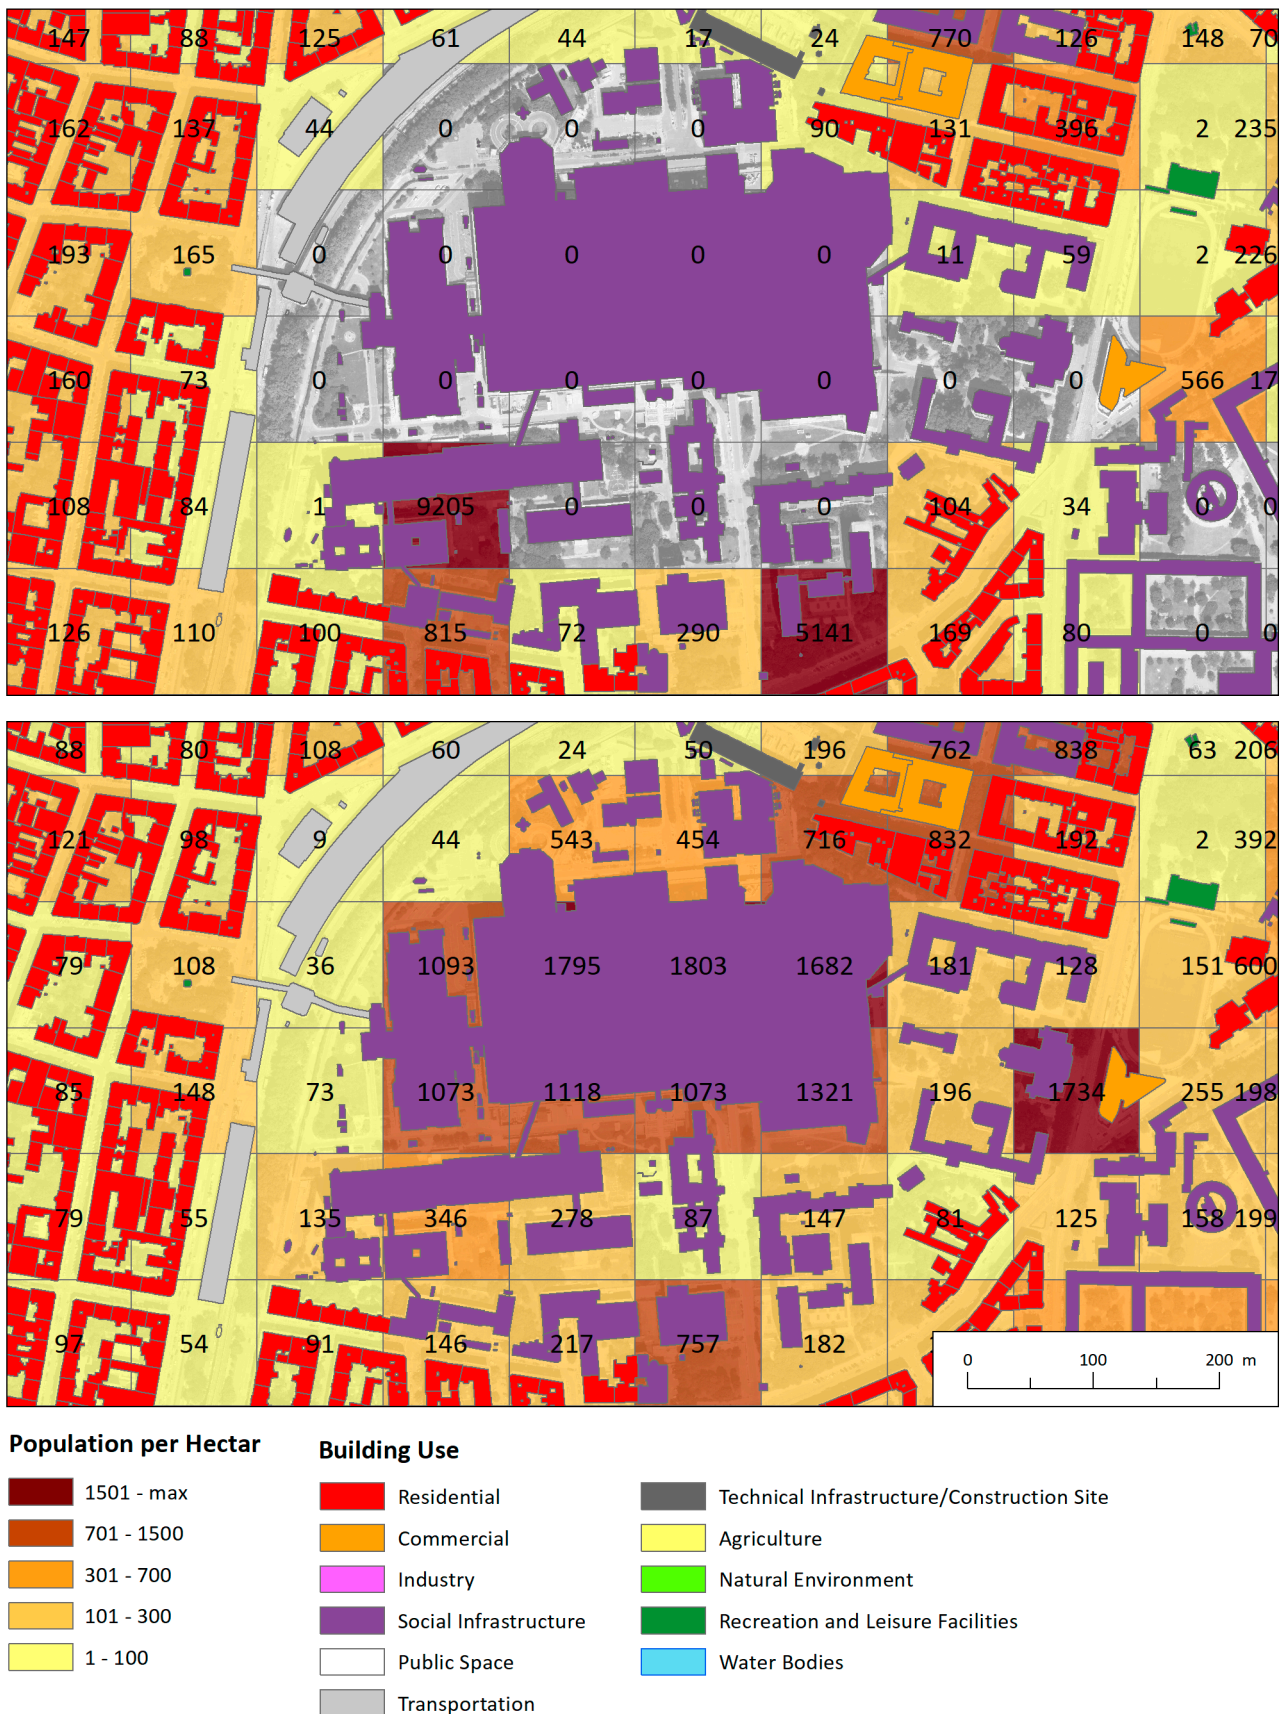 147 88 125 61 44 17 24 770 126 148 70
162 137 44 0 0 0 90 131 396 2 235
193 165 0 0 0 0 0 11 59 2 226
160 73 0 0 0 0 0 0 0 566 17
108 84 1 9205 0 0 0 104 34 0 0
126 110 100 815 72 290 5141 169 80 0 0
88 80 108 60 24 50 196 762 838 63 206
121 98 9 44 543 454 716 832 192 2 392
79 108 36 1093 1795 1803 1682 181 128 151 600
85 148 73 1073 1118 1073 1321 196 1734 255 198
79 55 135 346 278 87 147 81 125 158 199
97 54 91 146 217 757 182
0 100 200 m
Population per Hectar
1501 - max
701 - 1500
301 - 700
101 - 300
1 - 100
Building Use
Residential
Commercial
Industry
Social Infrastructure
Public Space
Transportation
Technical Infrastructure/Construction Site
Agriculture
Natural Environment
Recreation and Leisure Facilities
Water Bodies